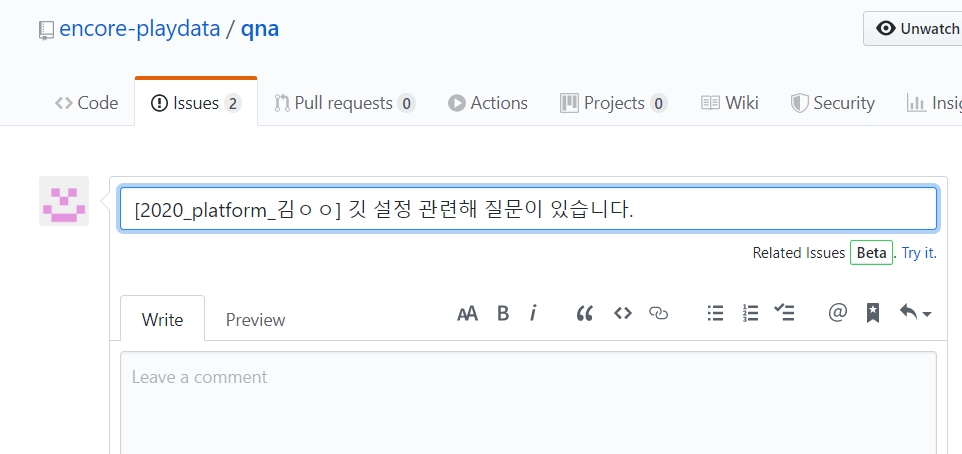 encore-playdata / qna
Unwatch
Code Issues 2 Pull requests 0 Actions Projects 0 Wiki Security Insig
[2020_platform_김ㅇㅇ] 깃 설정 관련해 질문이 있습니다.
Related Issues Beta. Try it.
Write Preview AA B i @
Leave a comment